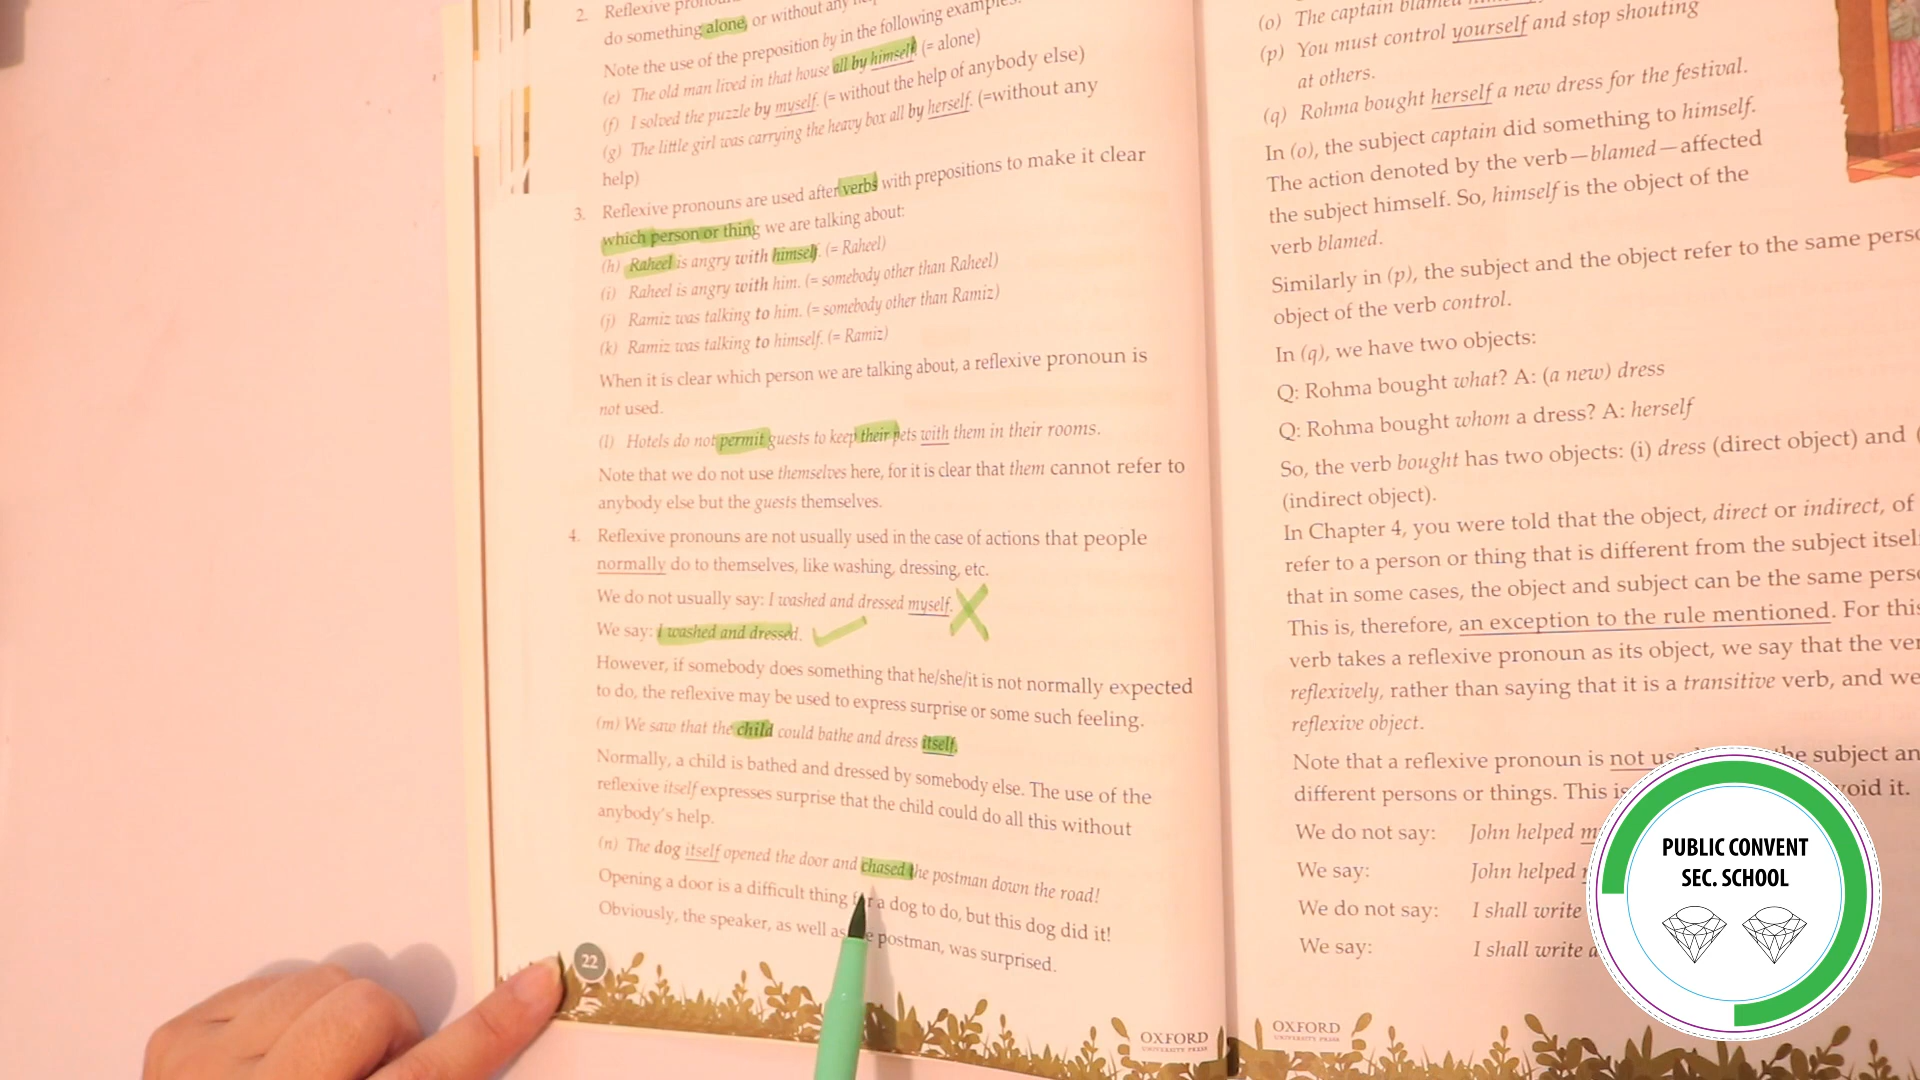 2. Reflexive
do something alone, or without any
Note the use of the preposition by in the following examples.
(e) The old man lived in that house all by himself. (= alone)
(f) I solved the puzzle by myself. (= without the help of anybody else)
(g) The little girl was carrying the heavy box all by herself. (=without any
help)
3. Reflexive pronouns are used after verbs with prepositions to make it clear
which person or thing we are talking about:
(h) Raheel is angry with himself. (= Raheel)
(i) Raheel is angry with him. (= somebody other than Raheel)
(j) Ramiz was talking to him. (= somebody other than Ramiz)
(k) Ramiz was talking to himself. (= Ramiz)
When it is clear which person we are talking about, a reflexive pronoun is
not used.
(l) Hotels do not permit guests to keep their pets with them in their rooms.
Note that we do not use themselves here, for it is clear that them cannot refer to
anybody else but the guests themselves.
4. Reflexive pronouns are not usually used in the case of actions that people
normally do to themselves, like washing, dressing, etc.
We do not usually say: I washed and dressed myself.
We say: I washed and dressed.
However, if somebody does something that he/she/it is not normally expected
to do, the reflexive may be used to express surprise or some such feeling.
(m) We saw that the child could bathe and dress itself.
Normally, a child is bathed and dressed by somebody else. The use of the
reflexive itself expresses surprise that the child could do all this without
anybody's help.
(n) The dog itself opened the door and chased the postman down the road!
Opening a door is a difficult thing for a dog to do, but this dog did it!
Obviously, the speaker, as well as postman, was surprised.
22
OXFORD
UNIVERSITY PRESS
(o) The captain blamed
(p) You must control yourself and stop shouting
at others.
(q) Rohma bought herself a new dress for the festival.
In (o), the subject captain did something to himself.
The action denoted by the verb—blamed—affected
the subject himself. So, himself is the object of the
verb blamed.
Similarly in (p), the subject and the object refer to the same
object of the verb control.
In (q), we have two objects:
Q: Rohma bought what? A: (a new) dress
Q: Rohma bought whom a dress? A: herself
So, the verb bought has two objects: (i) dress (direct object) and
(indirect object).
In Chapter 4, you were told that the object, direct or indirect, of
refer to a person or thing that is different from the subject
that in some cases, the object and subject can be the same
This is, therefore, an exception to the rule mentioned. For
verb takes a reflexive pronoun as its object, we say that the
reflexively, rather than saying that it is a transitive verb, and
reflexive object.
Note that a reflexive pronoun is not the subject
different persons or things. This it.
We do not say: John helped
We say: John helped
We do not say: I shall write
We say: I shall write
OXFORD
UNIVERSITY PRESS
PUBLIC CONVENT
SEC. SCHOOL